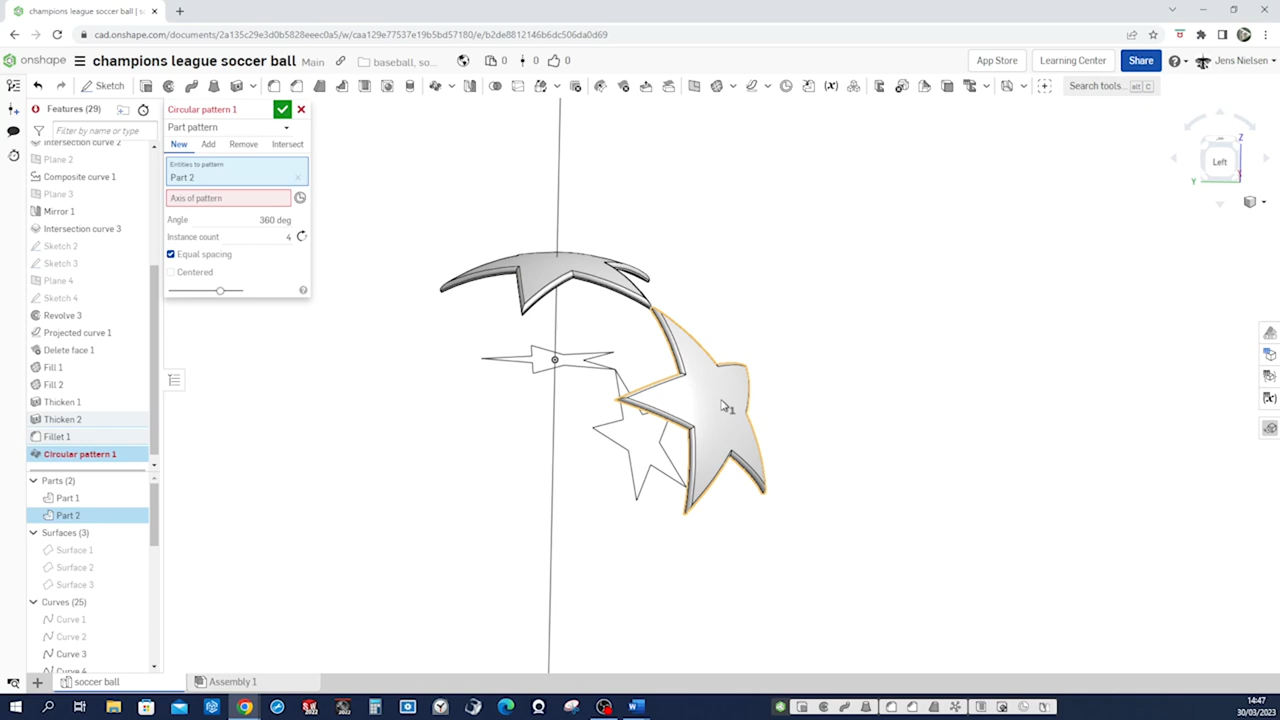 champions league soccer ball | s
cad.onshape.com/documents/2a135c29e3d0b5828eeec0a5/w/caa129e77537e19b5bd57180/e/b2de8812146b6dc506da0d69
onshape
champions league soccer ball Main
baseball, so...
0
0
0
App Store
Learning Center
Share
Jens Nielsen
Sketch
Search tools...
alt C
Features (29)
Filter by name or type
Intersection curve 2
Plane 2
Composite curve 1
Plane 3
Mirror 1
Intersection curve 3
Sketch 2
Sketch 3
Plane 4
Sketch 4
Revolve 3
Projected curve 1
Delete face 1
Fill 1
Fill 2
Thicken 1
Thicken 2
Fillet 1
Circular pattern 1
Parts (2)
Part 1
Part 2
Surfaces (3)
Surface 1
Surface 2
Surface 3
Curves (25)
Curve 1
Curve 2
Curve 3
Curve 4
Circular pattern 1
Part pattern
New
Add
Remove
Intersect
Entities to pattern
Part 2
Axis of pattern
Angle
360 deg
Instance count
4
Equal spacing
Centered
Left
Z
Y
soccer ball
Assembly 1
14:47
30/03/2023